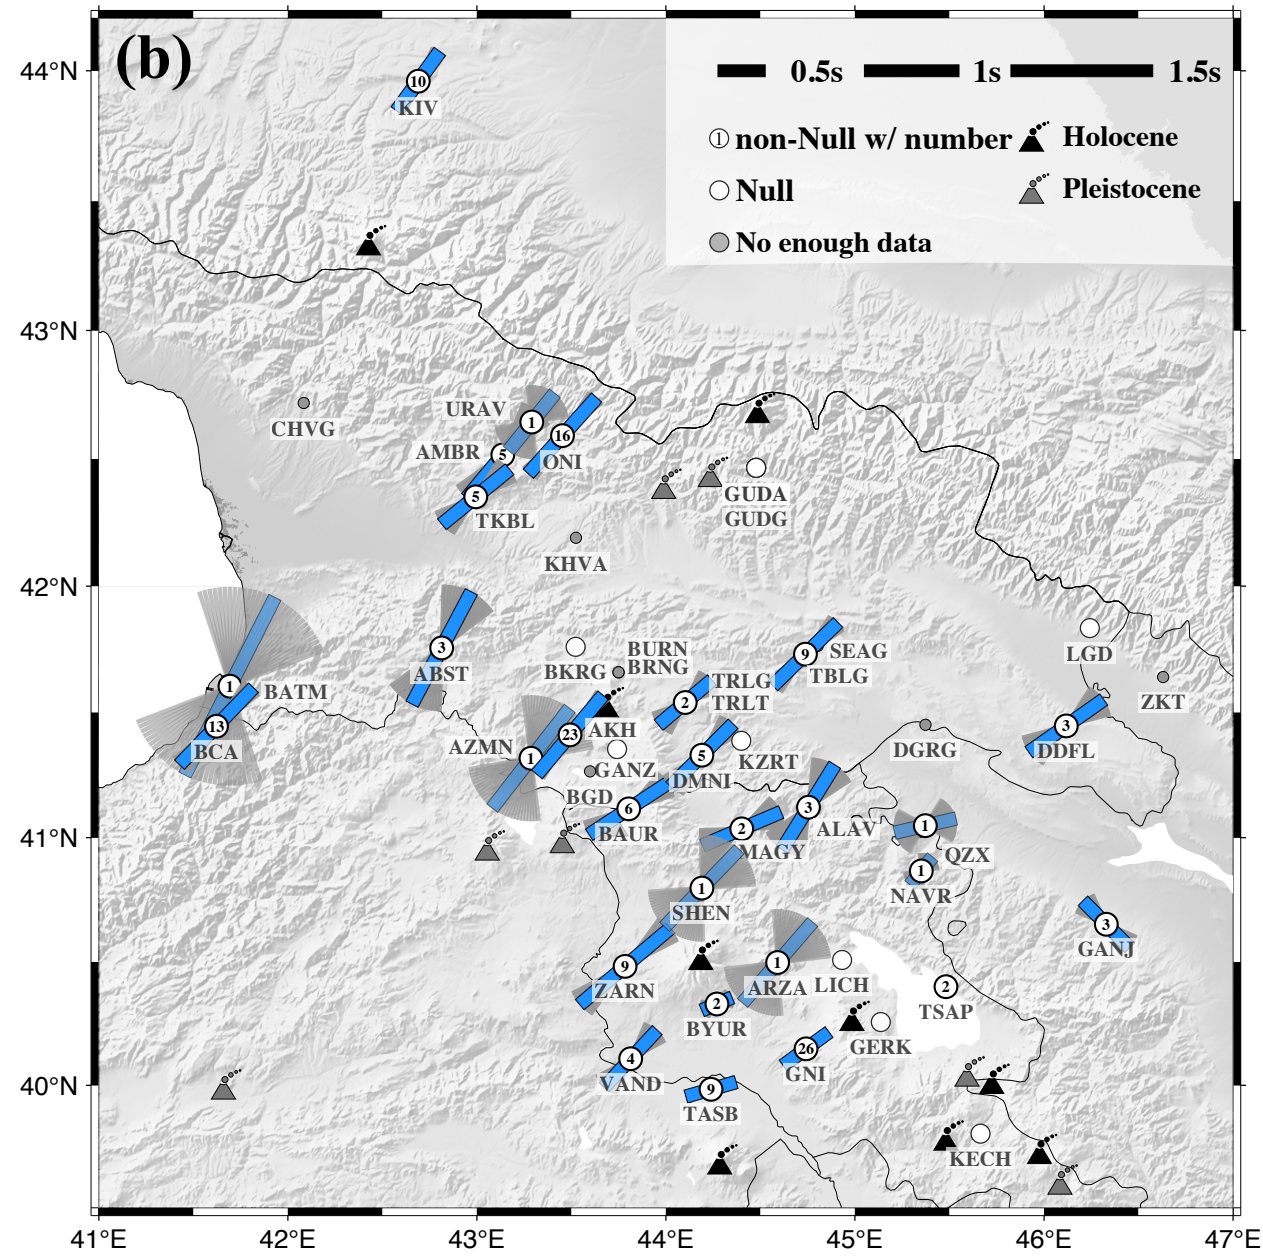 (b)
44°N
43°N
42°N
41°N
40°N
41°E
42°E
43°E
44°E
45°E
46°E
47°E
0.5s
1s
1.5s
1 non-Null w/ number
Holocene
Null
Pleistocene
No enough data
10
KIV
CHVG
URAV
1
16
ONI
AMBR
5
5
TKBL
KHVA
GUDA
GUDG
3
ABST
1
BATM
13
BCA
BKRG
BURN
BRNG
9
SEAG
TBLG
TRLG
TRLT
2
LGD
ZKT
AKH
23
AZMN
1
GANZ
BGD
5
DMNI
KZRT
DGRG
3
DDFL
6
BAUR
2
MAGY
3
ALAV
1
QZX
1
NAVR
1
SHEN
3
GANJ
9
ZARN
1
ARZA
LICH
2
TSAP
2
BYUR
GERK
26
GNI
4
VAND
9
TASB
KECH